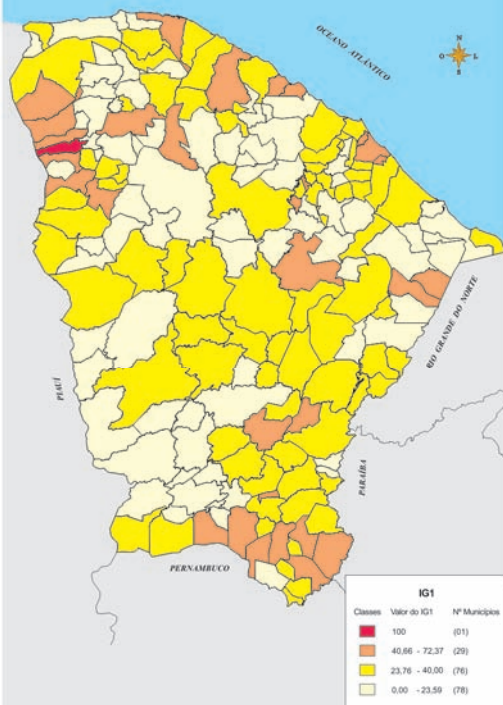 OCEANO ATLÂNTICO
N
O L
S
RIO GRANDE DO NORTE
PIAUÍ
PARAÍBA
PERNAMBUCO
IG1
Classes Valor do IG1 Nº Municípios
100 (01)
40,66 - 72,37 (29)
23,76 - 40,00 (76)
0,00 - 23,59 (78)